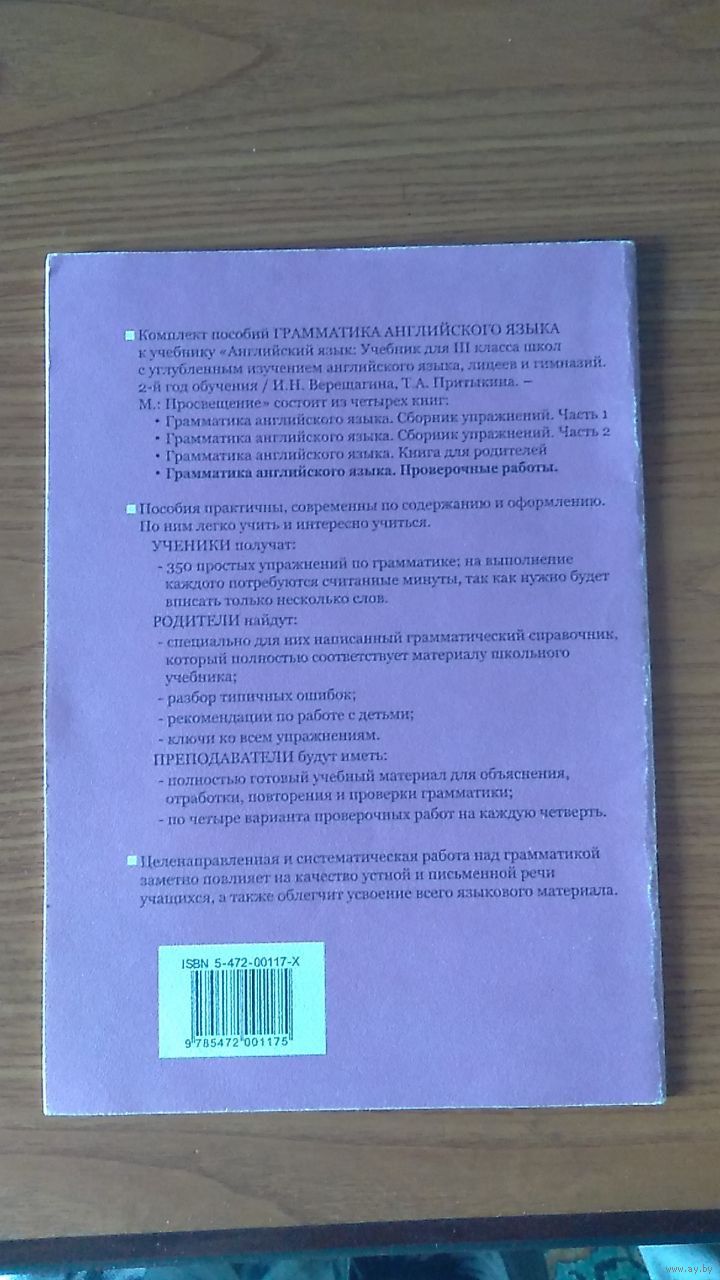 Комплект пособий ГРАММАТИКА АНГЛИЙСКОГО ЯЗЫКА
к учебнику «Английский язык: Учебник для III класса школ
с углубленным изучением английского языка, лицеев и гимназий.
2-й год обучения / И.Н. Верещагина, Т.А. Притыкина. –
М.: Просвещение» состоит из четырех книг:
• Грамматика английского языка. Сборник упражнений. Часть 1
• Грамматика английского языка. Сборник упражнений. Часть 2
• Грамматика английского языка. Книга для родителей
• Грамматика английского языка. Проверочные работы.
Пособия практичны, современны по содержанию и оформлению.
По ним легко учить и интересно учиться.
УЧЕНИКИ получат:
- 350 простых упражнений по грамматике; на выполнение
каждого потребуются считанные минуты, так как нужно будет
вписать только несколько слов.
РОДИТЕЛИ найдут:
- специально для них написанный грамматический справочник,
который полностью соответствует материалу школьного
учебника;
- разбор типичных ошибок;
- рекомендации по работе с детьми;
- ключи ко всем упражнениям.
ПРЕПОДАВАТЕЛИ будут иметь:
- полностью готовый учебный материал для объяснения,
отработки, повторения и проверки грамматики;
- по четыре варианта проверочных работ на каждую четверть.
Целенаправленная и систематическая работа над грамматикой
заметно повлияет на качество устной и письменной речи
учащихся, а также облегчит усвоение всего языкового материала.
ISBN 5-472-00117-X
9 785472 001175
www.ay.by